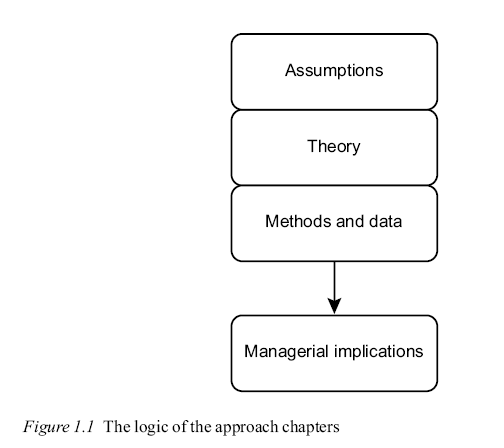 Assumptions
Theory
Methods and data
Managerial implications
Figure 1.1 The logic of the approach chapters